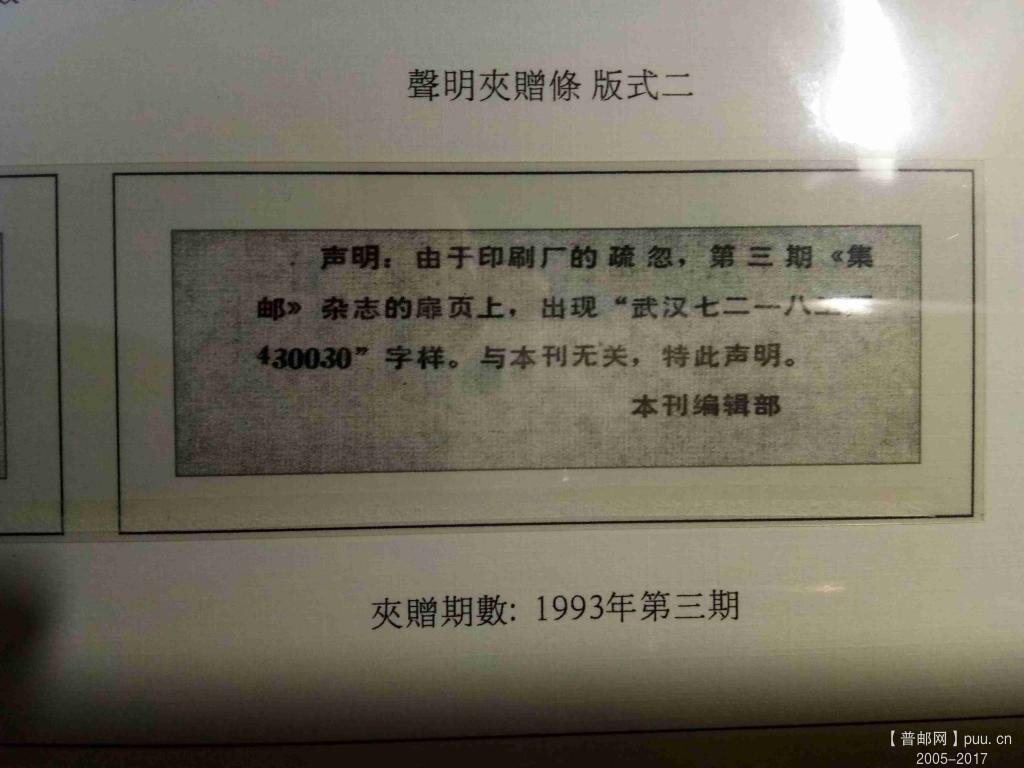 聲明夾贈條 版式二
声明：由于印刷厂的疏忽，第三期《集
邮》杂志的扉页上，出现“武汉七二一八工厂
430030”字样。与本刊无关，特此声明。
本刊编辑部
夾贈期數: 1993年第三期
【普邮网】puu.cn
2005-2017